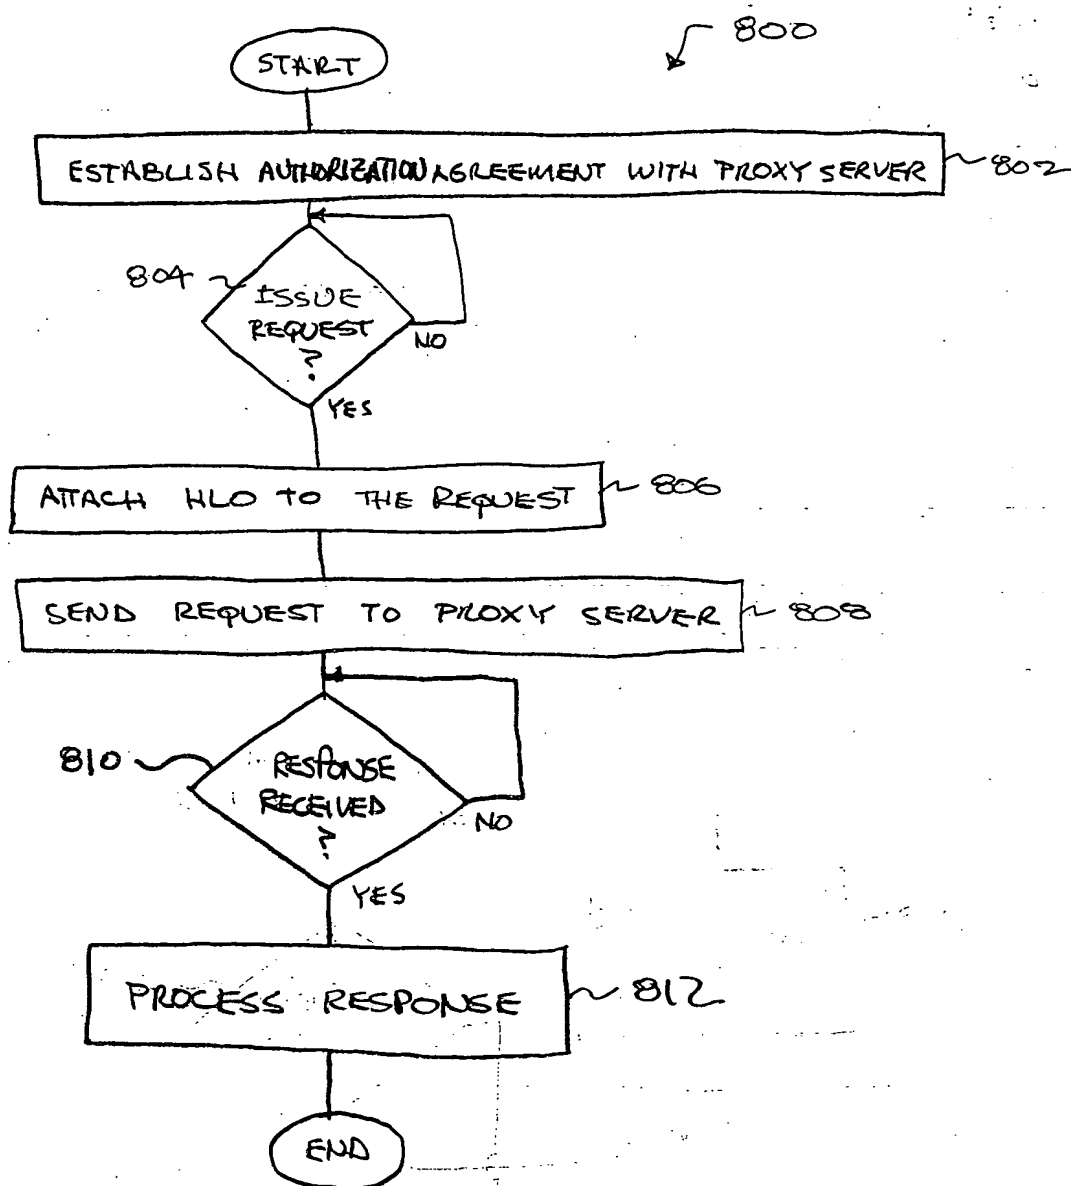 800
START
ESTABLISH AUTHORIZATION AGREEMENT WITH PROXY SERVER
802
804
ISSUE
REQUEST
?
NO
YES
ATTACH HLO TO THE REQUEST
806
SEND REQUEST TO PROXY SERVER
808
810
RESPONSE
RECEIVED
?
NO
YES
PROCESS RESPONSE
812
END